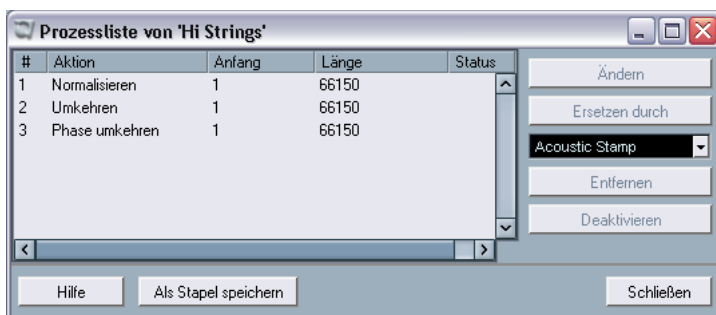 Prozessliste von 'Hi Strings'
# Aktion Anfang Länge Status
1 Normalisieren 1 66150
2 Umkehren 1 66150
3 Phase umkehren 1 66150
Ändern
Ersetzen durch
Acoustic Stamp
Entfernen
Deaktivieren
Hilfe Als Stapel speichern Schließen